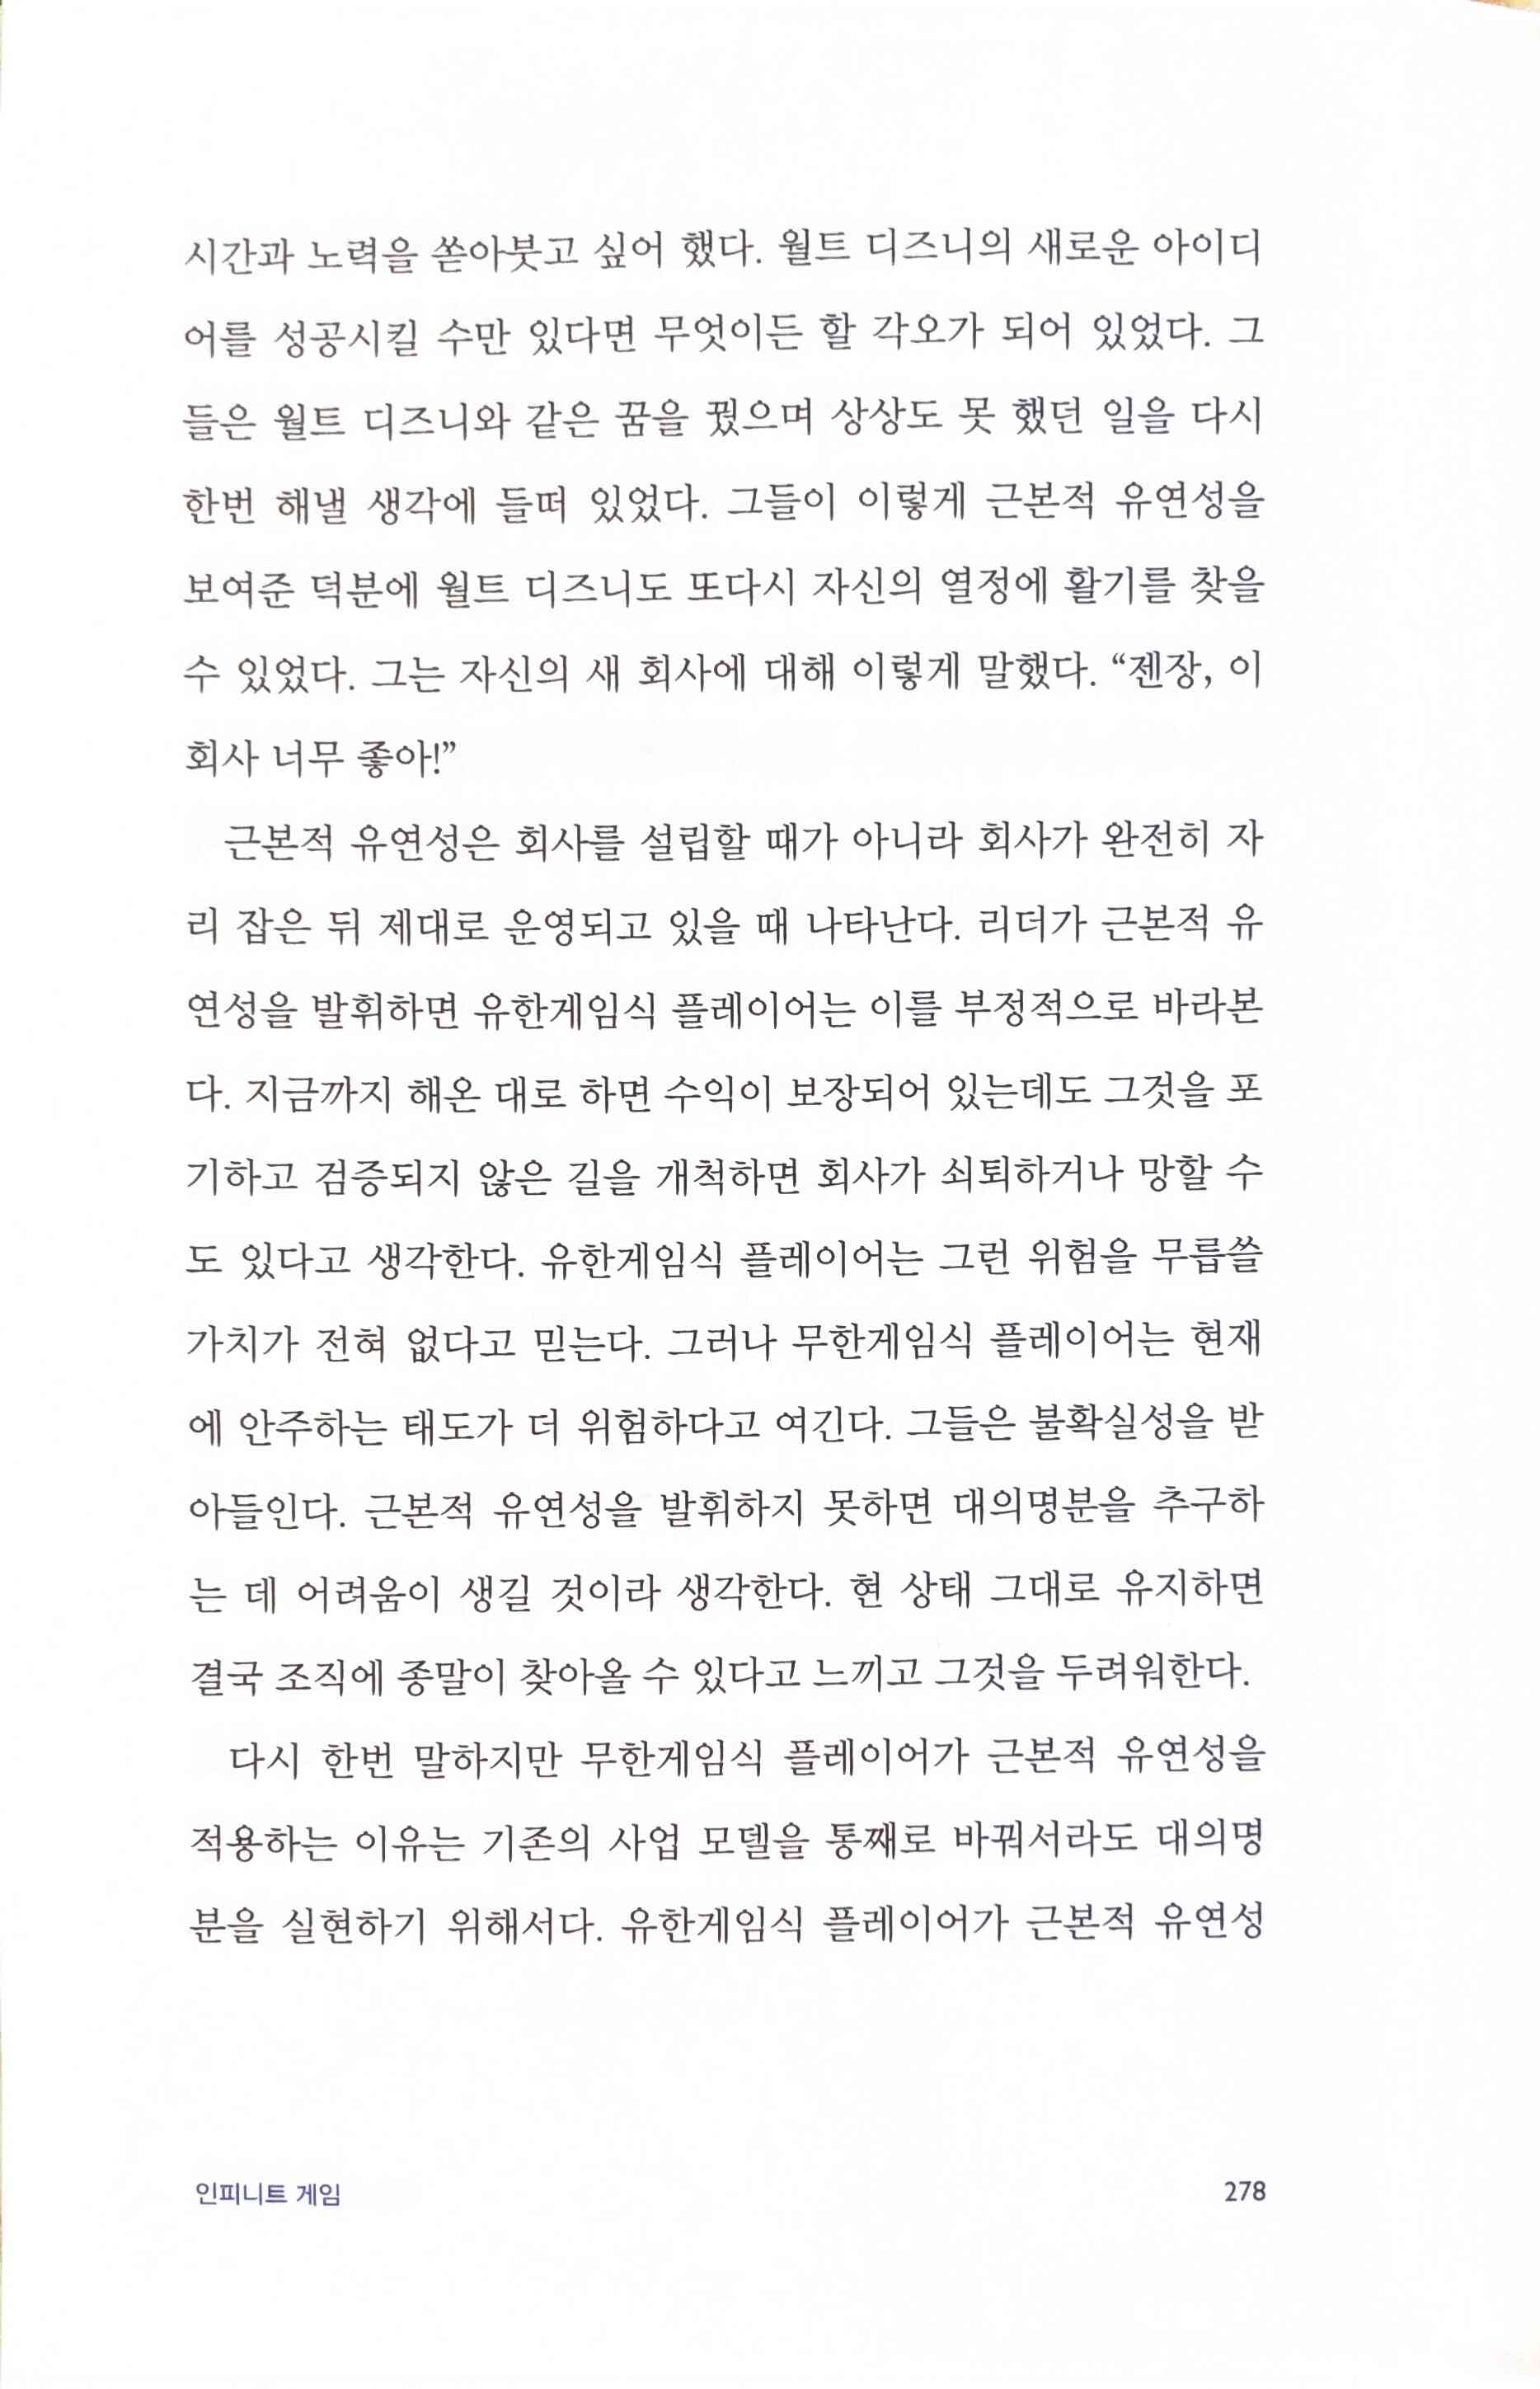 시간과 노력을 쏟아붓고 싶어 했다. 월트 디즈니의 새로운 아이디
어를 성공시킬 수만 있다면 무엇이든 할 각오가 되어 있었다. 그
들은 월트 디즈니와 같은 꿈을 꿨으며 상상도 못 했던 일을 다시
한번 해낼 생각에 들떠 있었다. 그들이 이렇게 근본적 유연성을
보여준 덕분에 월트 디즈니도 또다시 자신의 열정에 활기를 찾을
수 있었다. 그는 자신의 새 회사에 대해 이렇게 말했다. “젠장, 이
회사 너무 좋아!”
근본적 유연성은 회사를 설립할 때가 아니라 회사가 완전히 자
리 잡은 뒤 제대로 운영되고 있을 때 나타난다. 리더가 근본적 유
연성을 발휘하면 유한게임식 플레이어는 이를 부정적으로 바라본
다. 지금까지 해온 대로 하면 수익이 보장되어 있는데도 그것을 포
기하고 검증되지 않은 길을 개척하면 회사가 쇠퇴하거나 망할 수
도 있다고 생각한다. 유한게임식 플레이어는 그런 위험을 무릅쓸
가치가 전혀 없다고 믿는다. 그러나 무한게임식 플레이어는 현재
에 안주하는 태도가 더 위험하다고 여긴다. 그들은 불확실성을 받
아들인다. 근본적 유연성을 발휘하지 못하면 대의명분을 추구하
는 데 어려움이 생길 것이라 생각한다. 현 상태 그대로 유지하면
결국 조직에 종말이 찾아올 수 있다고 느끼고 그것을 두려워한다.
다시 한번 말하지만 무한게임식 플레이어가 근본적 유연성을
적용하는 이유는 기존의 사업 모델을 통째로 바꿔서라도 대의명
분을 실현하기 위해서다. 유한게임식 플레이어가 근본적 유연성
인피니트 게임
278